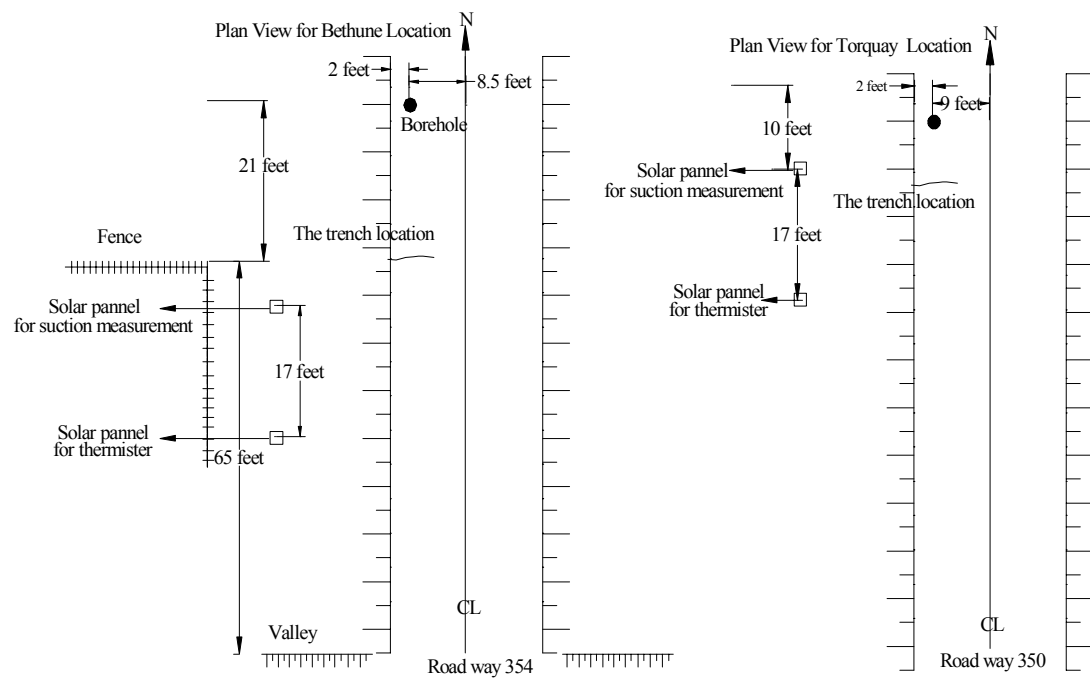 Plan View for Bethune Location
N
2 feet
8.5 feet
Borehole
21 feet
The trench location
Fence
Solar pannel
for suction measurement
17 feet
Solar pannel
for thermister
65 feet
CL
Valley
Road way 354
Plan View for Torquay Location
N
2 feet
9 feet
10 feet
Solar pannel
for suction measurement
The trench location
17 feet
Solar pannel
for thermister
CL
Road way 350